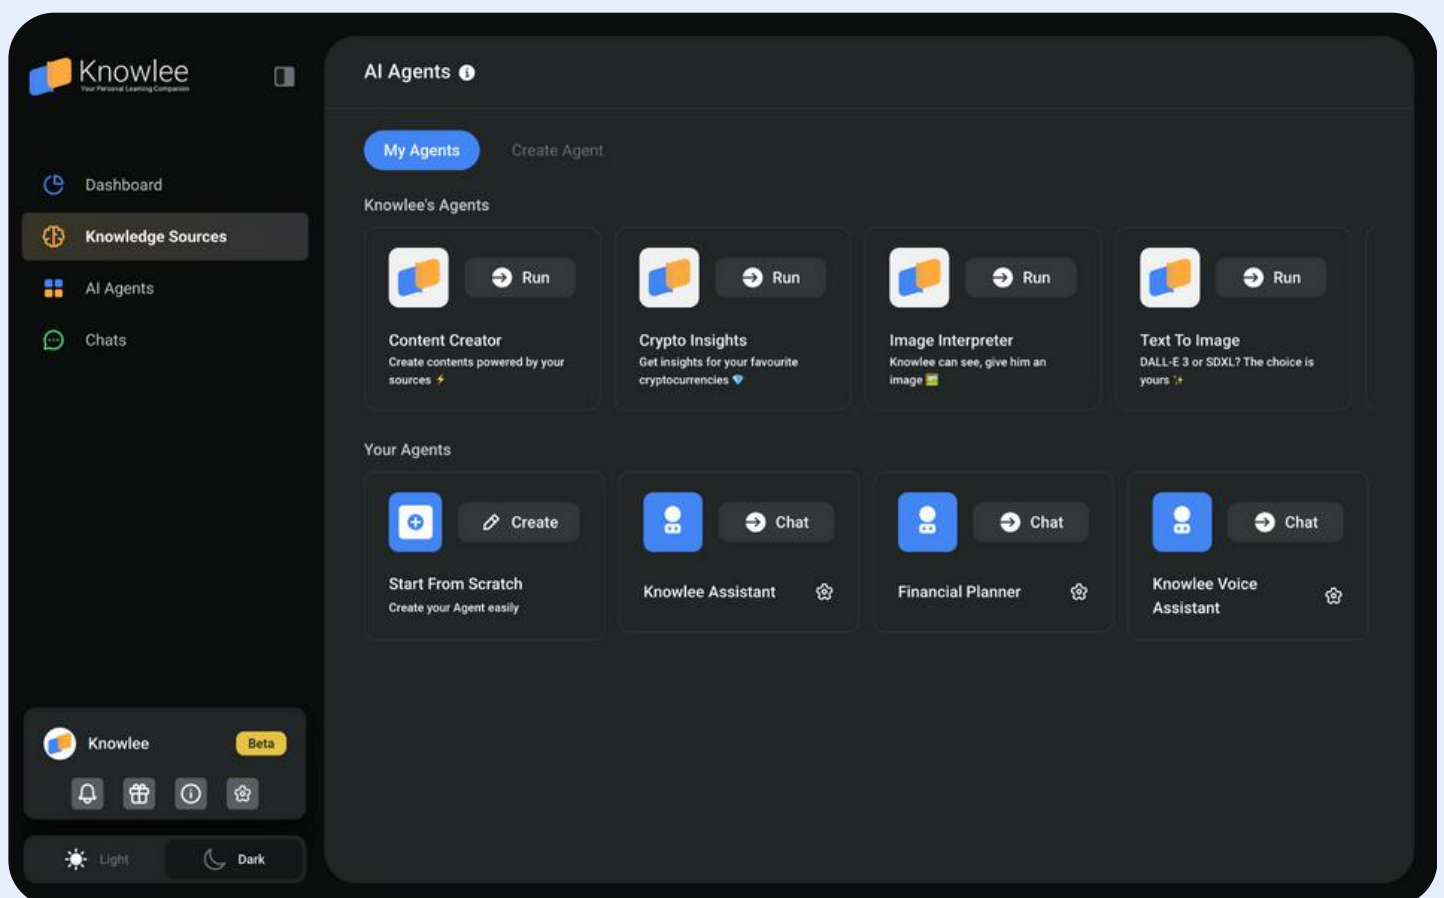 Knowlee
Your Personal Learning Companion
Dashboard
Knowledge Sources
AI Agents
Chats
Knowlee
Beta
Light
Dark
AI Agents
My Agents
Create Agent
Knowlee's Agents
Run
Content Creator
Create contents powered by your
sources ⚡
Run
Crypto Insights
Get insights for your favourite
cryptocurrencies 💎
Run
Image Interpreter
Knowlee can see, give him an
image 🖼️
Run
Text To Image
DALL-E 3 or SDXL? The choice is
yours ✨
Your Agents
Create
Start From Scratch
Create your Agent easily
Chat
Knowlee Assistant
Chat
Financial Planner
Chat
Knowlee Voice
Assistant